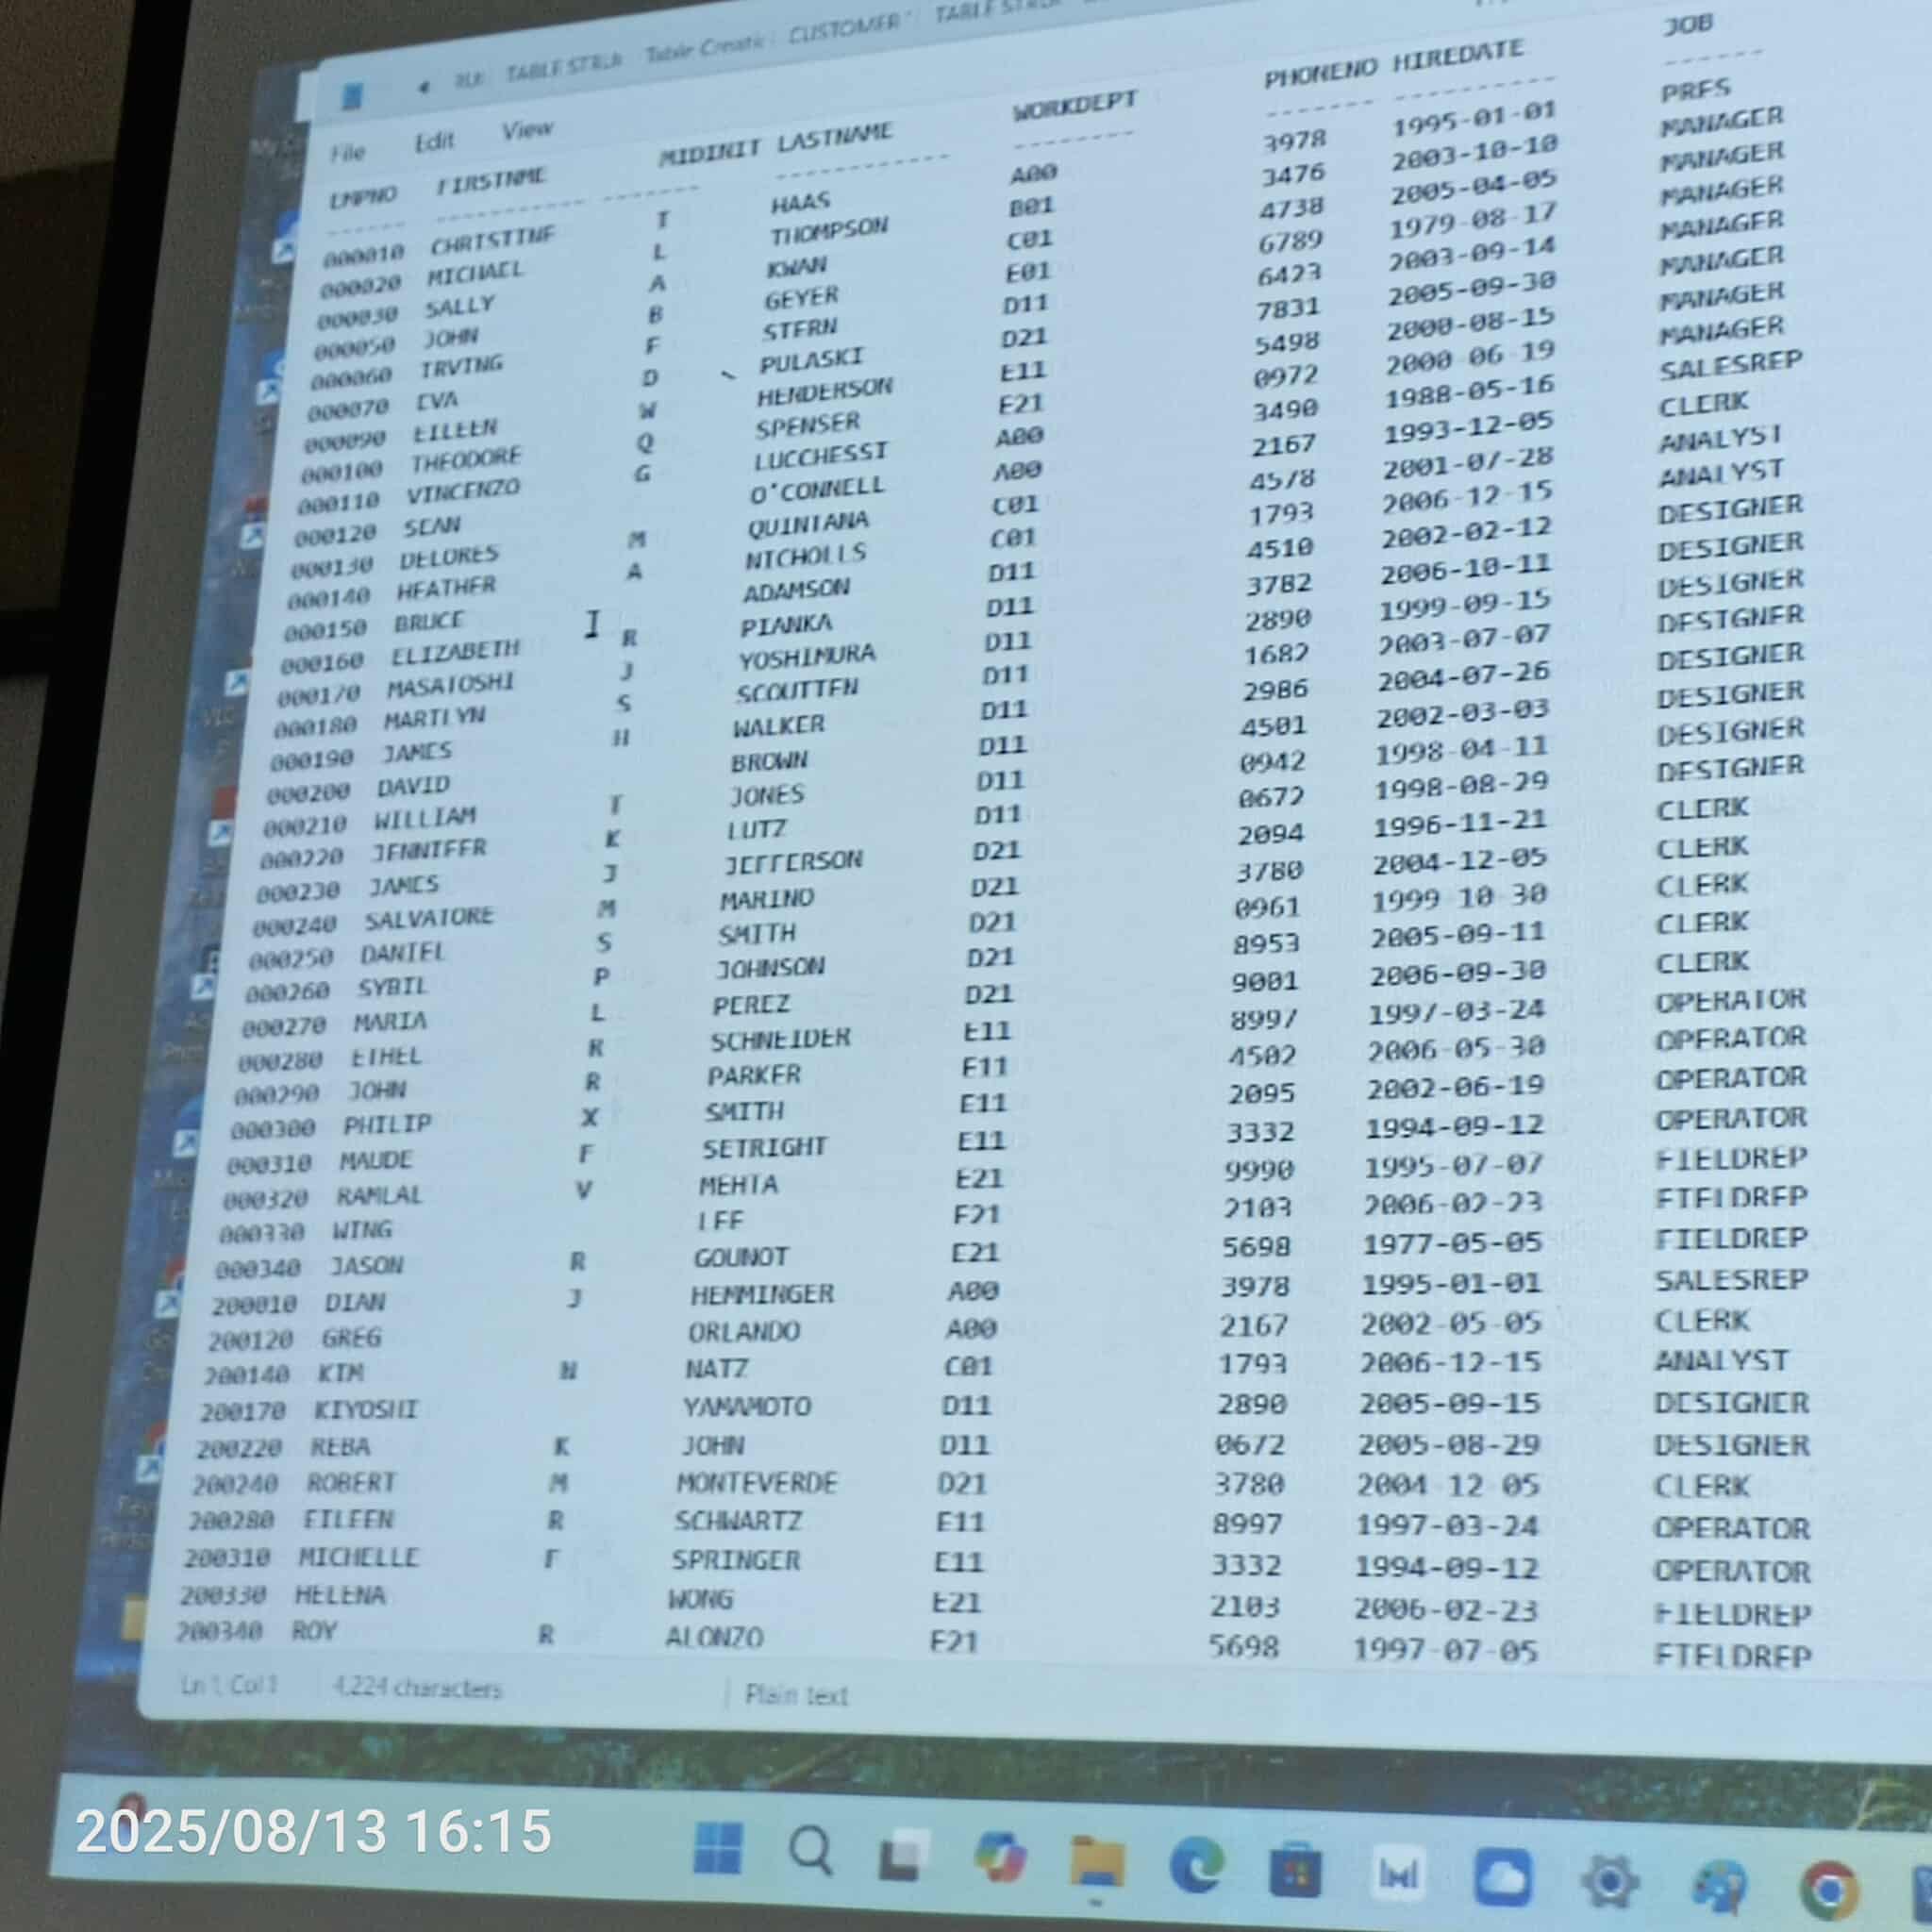 TABLE STRU Table Creati CUSTOMER
File Edit View
EMPNO FIRSTNME MIDINIT LASTNAME WORKDEPT PHONENO HIREDATE JOB
------ ------------ ------- --------------- -------- ------- ---------- --------
000010 CHRISTINE I HAAS A00 3978 1995-01-01 PRES
000020 MICHAEL L THOMPSON B01 3476 2003-10-10 MANAGER
000030 SALLY A KWAN C01 4738 2005-04-05 MANAGER
000050 JOHN B GEYER E01 6789 1979-08-17 MANAGER
000060 IRVING F STERN D11 6423 2003-09-14 MANAGER
000070 EVA D PULASKI D21 7831 2005-09-30 MANAGER
000090 EILEEN W HENDERSON E11 5498 2000-08-15 MANAGER
000100 THEODORE Q SPENSER E21 0972 2000-06-19 MANAGER
000110 VINCENZO G LUCCHESSI A00 3490 1988-05-16 SALESREP
000120 SEAN O'CONNELL A00 2167 1993-12-05 CLERK
000130 DELORES M QUINTANA C01 4578 2001-07-28 ANALYST
000140 HEATHER A NICHOLLS C01 1793 2006-12-15 ANALYST
000150 BRUCE ADAMSON D11 4510 2002-02-12 DESIGNER
000160 ELIZABETH R PIANKA D11 3782 2006-10-11 DESIGNER
000170 MASATOSHI J YOSHIMURA D11 2890 1999-09-15 DESIGNER
000180 MARILYN S SCOUTTEN D11 1682 2003-07-07 DESIGNER
000190 JAMES H WALKER D11 2986 2004-07-26 DESIGNER
000200 DAVID BROWN D11 4501 2002-03-03 DESIGNER
000210 WILLIAM T JONES D11 0942 1998-04-11 DESIGNER
000220 JENNIFER K LUTZ D11 0672 1998-08-29 DESIGNER
000230 JAMES J JEFFERSON D21 2094 1996-11-21 CLERK
000240 SALVATORE M MARINO D21 3780 2004-12-05 CLERK
000250 DANIEL S SMITH D21 0961 1999-10-30 CLERK
000260 SYBIL P JOHNSON D21 8953 2005-09-11 CLERK
000270 MARIA L PEREZ D21 9001 2006-09-30 CLERK
000280 ETHEL R SCHNEIDER E11 8997 1997-03-24 OPERATOR
000290 JOHN R PARKER E11 4502 2006-05-30 OPERATOR
000300 PHILIP X SMITH E11 2095 2002-06-19 OPERATOR
000310 MAUDE F SETRIGHT E11 3332 1994-09-12 OPERATOR
000320 RAMLAL V MEHTA E21 9990 1995-07-07 FIELDREP
000330 WING LEE E21 2103 2006-02-23 FIELDREP
000340 JASON R GOUNOT E21 5698 1977-05-05 FIELDREP
200010 DIAN J HEMMINGER A00 3978 1995-01-01 SALESREP
200120 GREG ORLANDO A00 2167 2002-05-05 CLERK
200140 KIM N NATZ C01 1793 2006-12-15 ANALYST
200170 KIYOSHI YAMAMOTO D11 2890 2005-09-15 DESIGNER
200220 REBA K JOHN D11 0672 2005-08-29 DESIGNER
200240 ROBERT M MONTEVERDE D21 3780 2004-12-05 CLERK
200280 EILEEN R SCHWARTZ E11 8997 1997-03-24 OPERATOR
200310 MICHELLE F SPRINGER E11 3332 1994-09-12 OPERATOR
200330 HELENA WONG E21 2103 2006-02-23 FIELDREP
200340 ROY R ALONZO E21 5698 1997-07-05 FIELDREP
Ln 1, Col 1 4,224 characters Plain text
2025/08/13 16:15